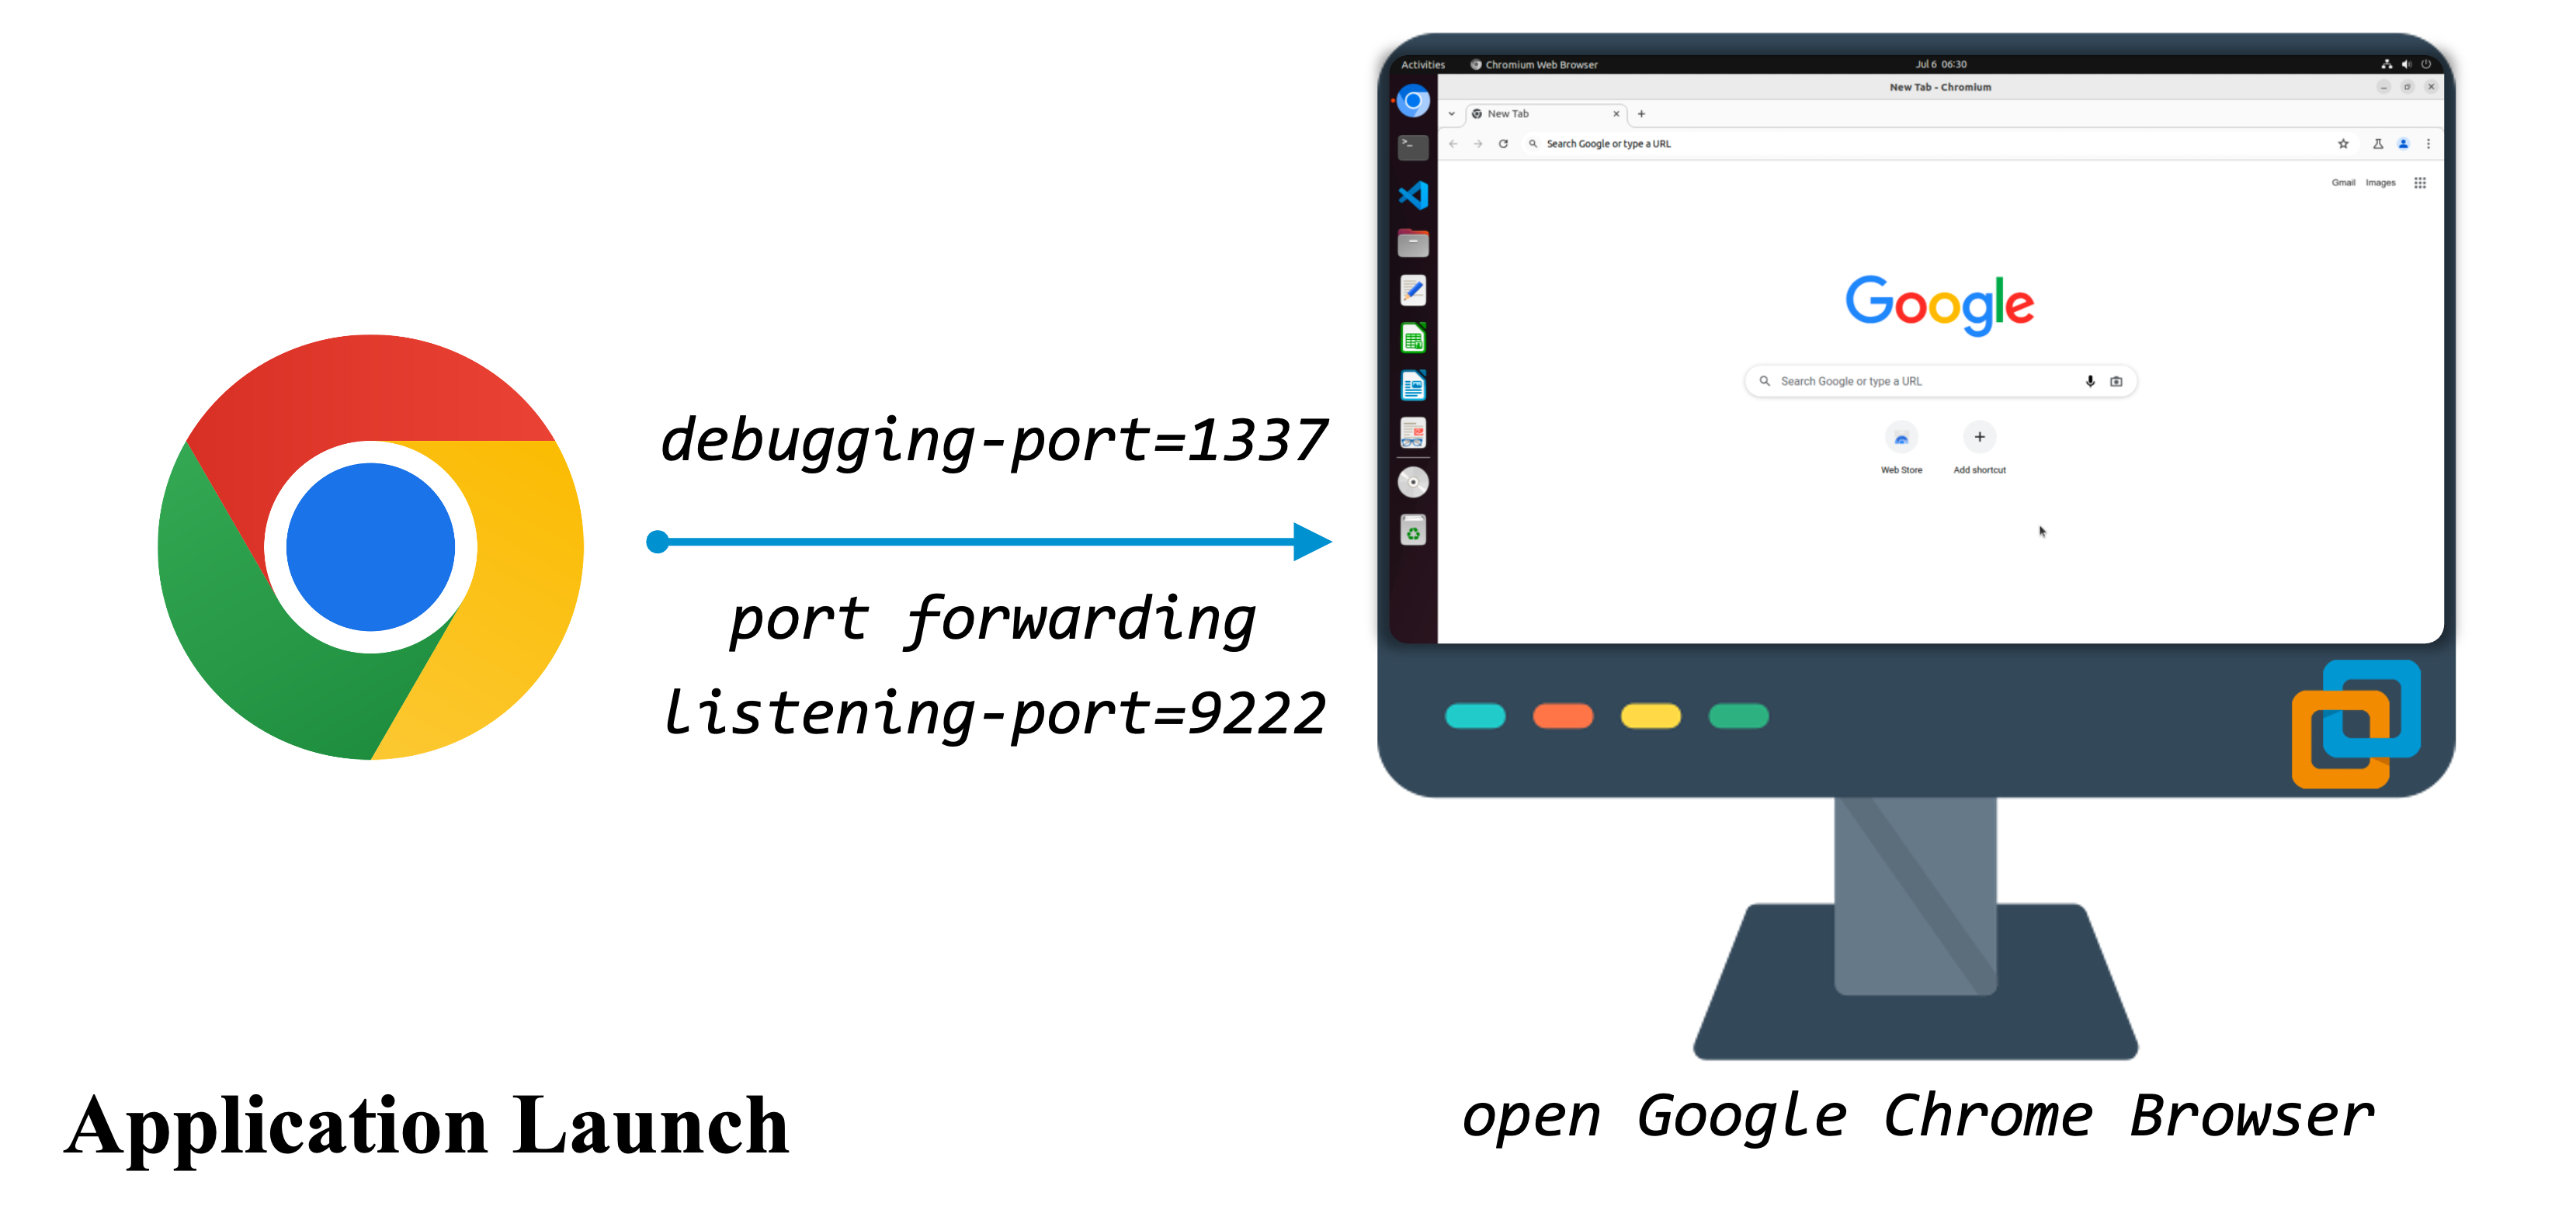 Activities Chromium Web Browser Jul 6 06:30
New Tab - Chromium
New Tab
Search Google or type a URL
Gmail Images
Google
Search Google or type a URL
Web Store Add shortcut
debugging-port=1337
port forwarding
listening-port=9222
open Google Chrome Browser
Application Launch